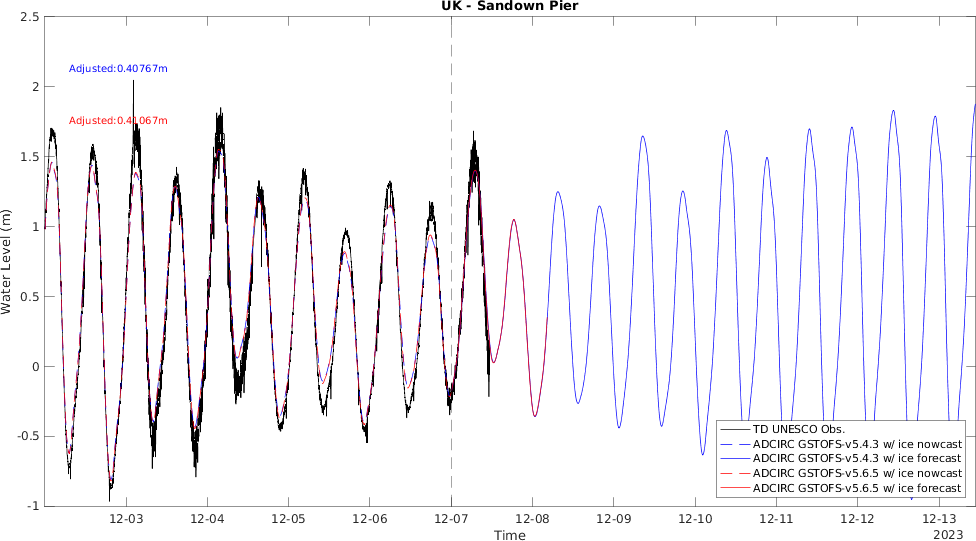 UK - Sandown Pier
2.5
2
1.5
1
0.5
0
-0.5
-1
Water Level (m)
Adjusted:0.40767m
Adjusted:0.41067m
TD UNESCO Obs.
ADCIRC GSTOFS-v5.4.3 w/ ice nowcast
ADCIRC GSTOFS-v5.4.3 w/ ice forecast
ADCIRC GSTOFS-v5.6.5 w/ ice nowcast
ADCIRC GSTOFS-v5.6.5 w/ ice forecast
12-03 12-04 12-05 12-06 12-07 12-08 12-09 12-10 12-11 12-12 12-13
Time
2023